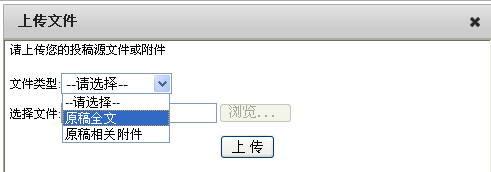 上传文件
请上传您的投稿源文件或附件
文件类型: --请选择--
--请选择--
选择文件: 原稿全文 浏览...
原稿相关附件
上 传